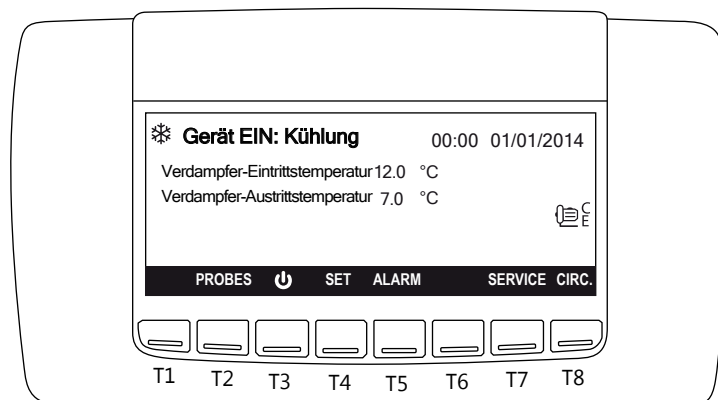 Gerät EIN: Kühlung 00:00 01/01/2014
Verdampfer-Eintrittstemperatur 12.0 °C
Verdampfer-Austrittstemperatur 7.0 °C
C
E
PROBES SET ALARM SERVICE CIRC.
T1 T2 T3 T4 T5 T6 T7 T8